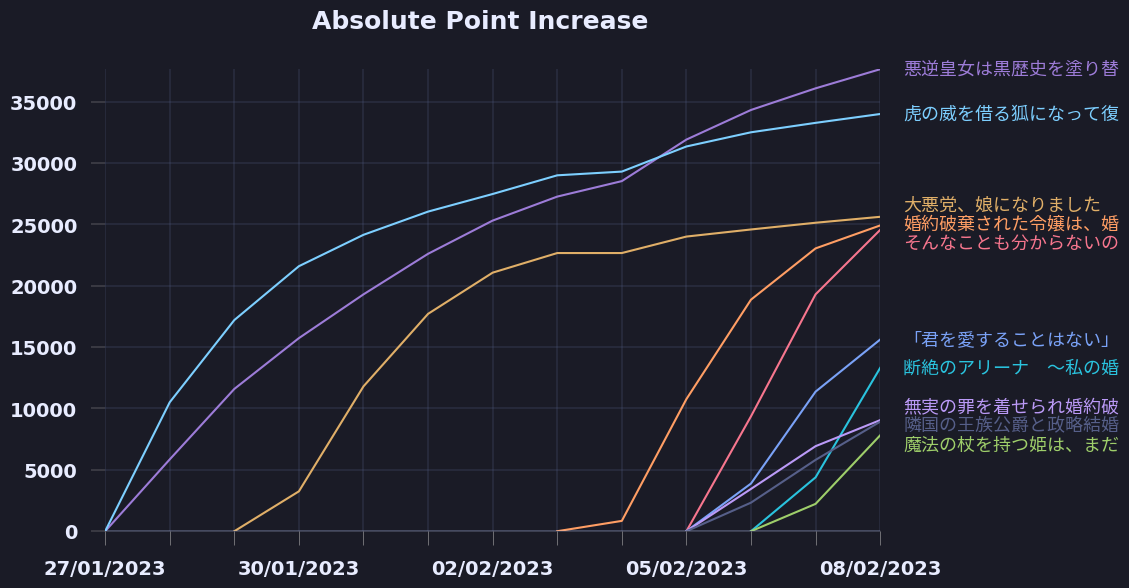 Absolute Point Increase
悪逆皇女は黒歴史を塗り替
35000
虎の威を借る狐になって復
30000
大悪党、娘になりました
25000
婚約破棄された令嬢は、婚
そんなことも分からないの
20000
15000
「君を愛することはない」
断絶のアリーナ　～私の婚
10000
無実の罪を着せられ婚約破
隣国の王族公爵と政略結婚
魔法の杖を持つ姫は、まだ
5000
0
27/01/2023 30/01/2023 02/02/2023 05/02/2023 08/02/2023